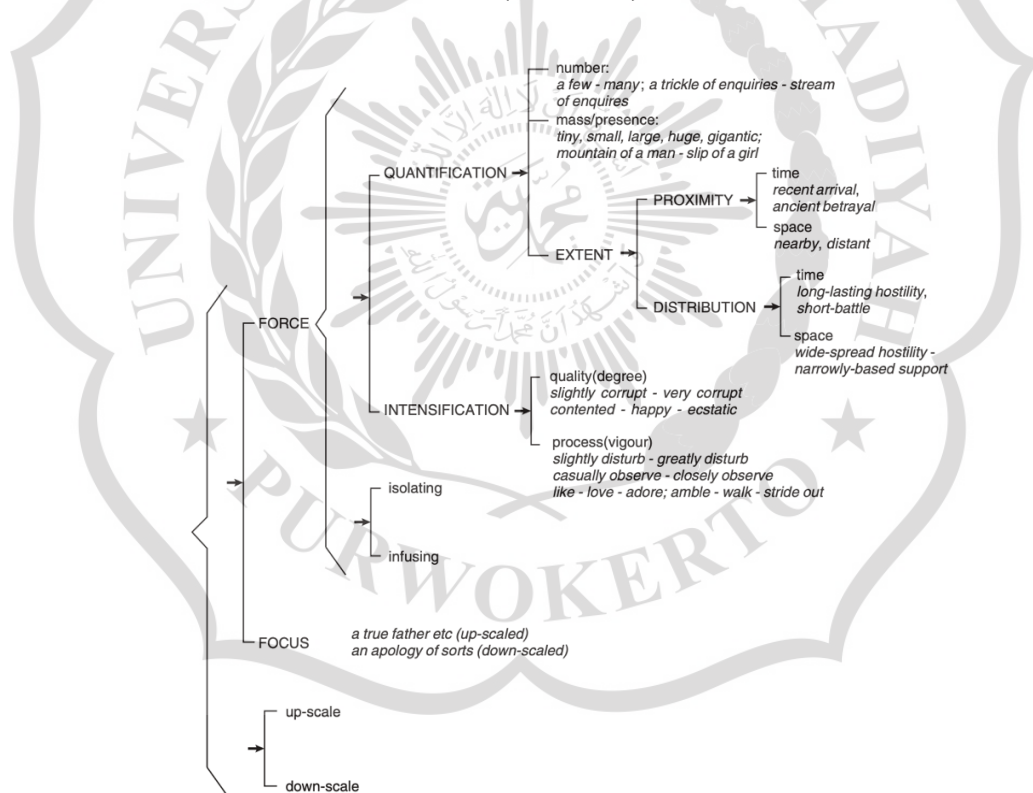 number:
a few - many; a trickle of enquiries - stream
of enquires
mass/presence:
tiny, small, large, huge, gigantic;
mountain of a man - slip of a girl
QUANTIFICATION
time
recent arrival,
ancient betrayal
PROXIMITY
space
nearby, distant
EXTENT
time
long-lasting hostility,
short-battle
DISTRIBUTION
space
wide-spread hostility -
narrowly-based support
FORCE
quality(degree)
slightly corrupt - very corrupt
contented - happy - ecstatic
INTENSIFICATION
process(vigour)
slightly disturb - greatly disturb
casually observe - closely observe
like - love - adore; amble - walk - stride out
isolating
infusing
FOCUS
a true father etc (up-scaled)
an apology of sorts (down-scaled)
up-scale
down-scale
PURWOKERTO
محمد